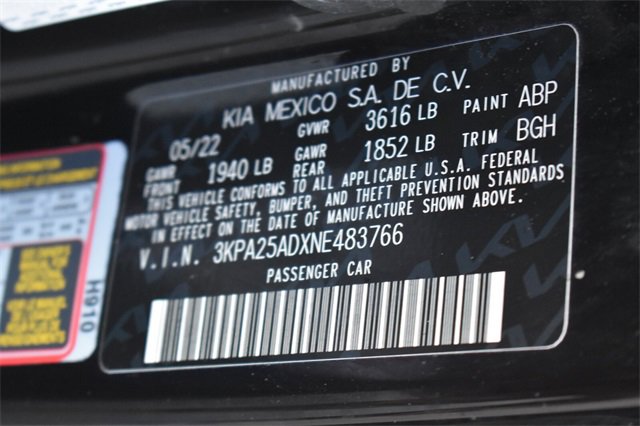 MANUFACTURED BY
KIA MEXICO S.A. DE C.V.
05/22 GVWR 3616 LB PAINT ABP
GAWR FRONT 1940 LB GAWR REAR 1852 LB TRIM BGH
THIS VEHICLE CONFORMS TO ALL APPLICABLE U.S.A. FEDERAL
MOTOR VEHICLE SAFETY, BUMPER, AND THEFT PREVENTION STANDARDS
IN EFFECT ON THE DATE OF MANUFACTURE SHOWN ABOVE.
V.I.N. 3KPA25ADXNE483766
PASSENGER CAR
H910